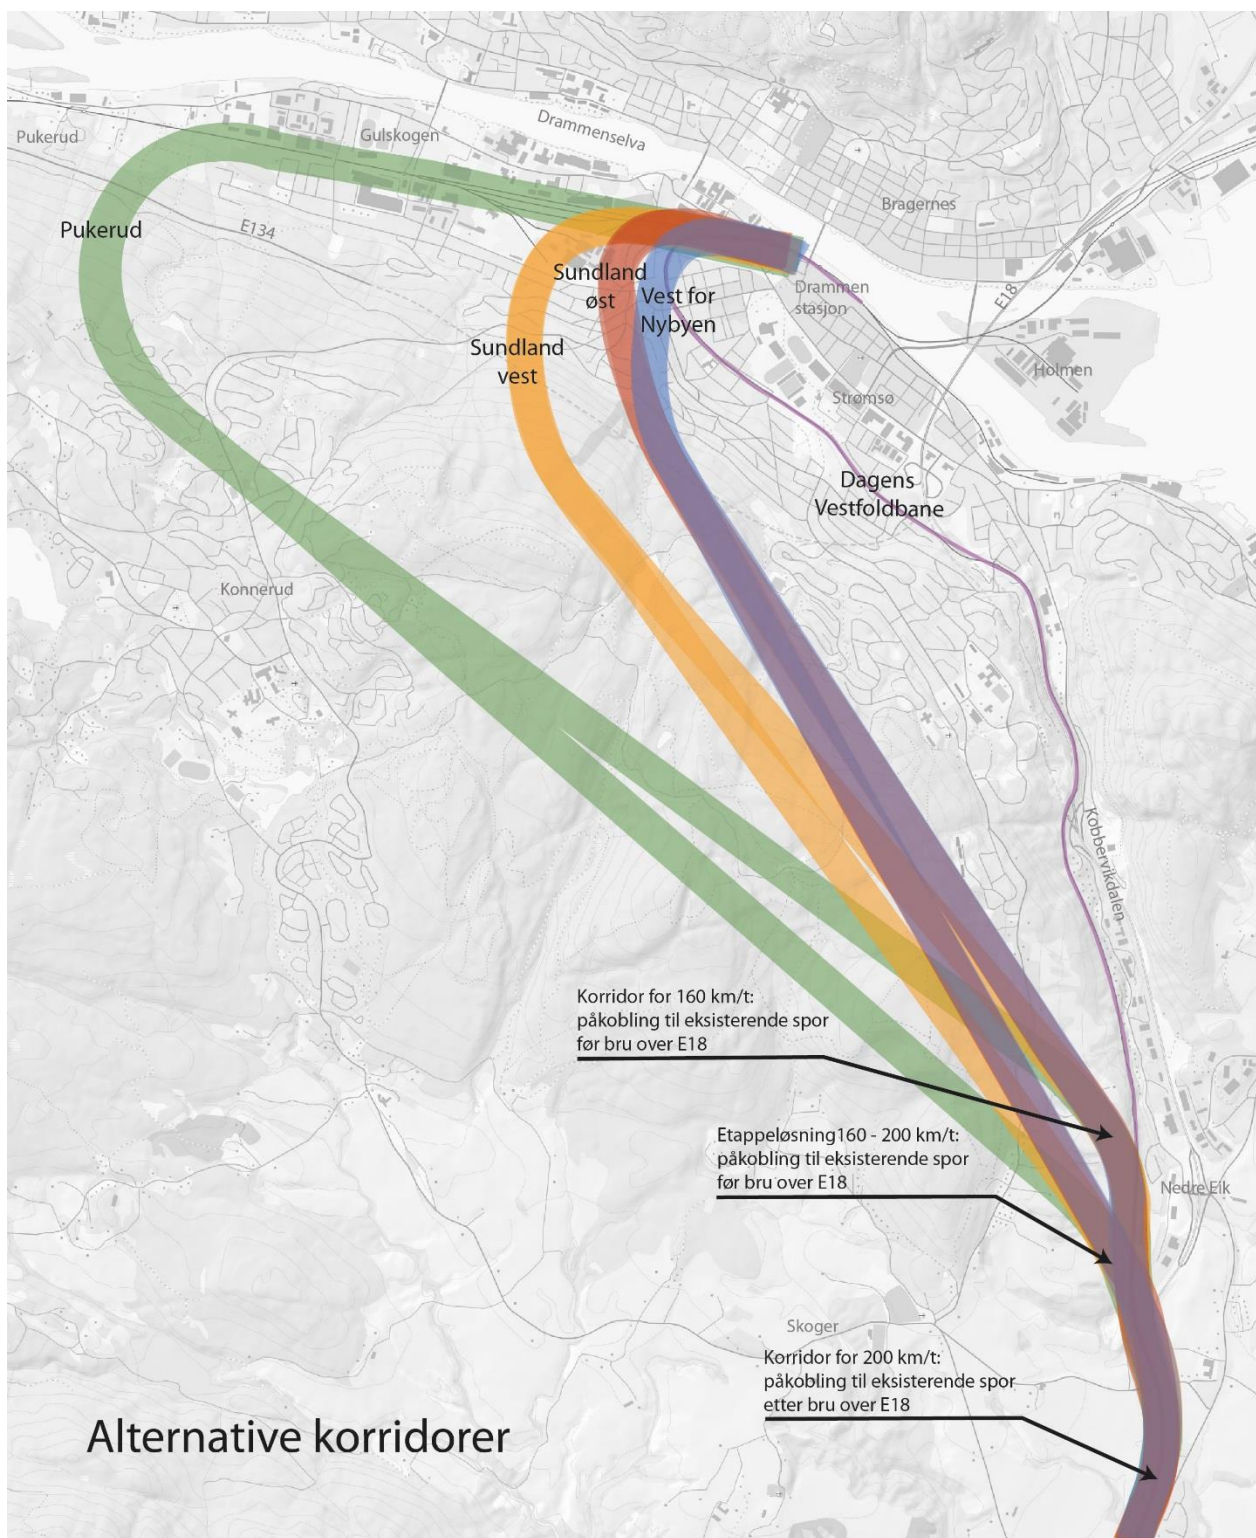 Drammenselva
Pukerud
Gulskogen
Bragernes
Pukerud
E134
Sundland
øst
Vest for
Nybyen
Drammen
stasjon
E18
Sundland
vest
Holmen
Strømsø
Dagens
Vestfoldbane
Konnerud
Kobbervikdalen
Korridor for 160 km/t:
påkobling til eksisterende spor
før bru over E18
Etappeløsning160 - 200 km/t:
påkobling til eksisterende spor
før bru over E18
Nedre Eik
Skoger
Korridor for 200 km/t:
påkobling til eksisterende spor
etter bru over E18
Alternative korridorer